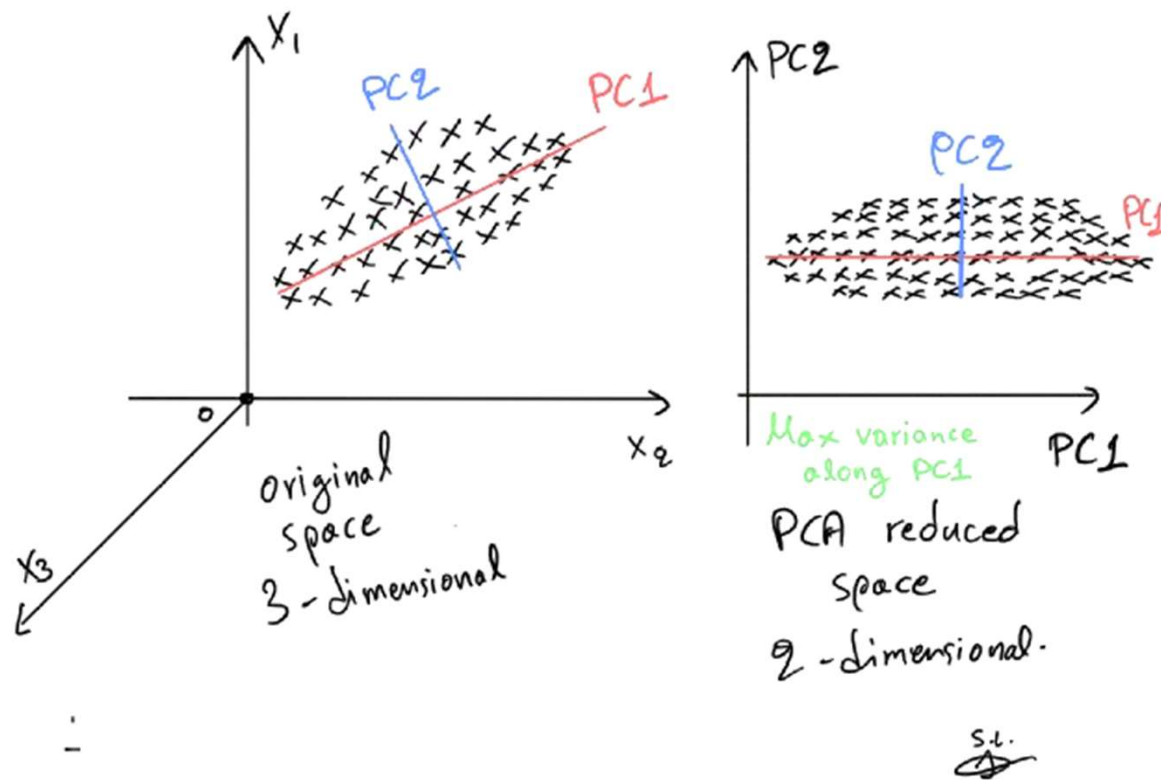 X₁
PC2
PC1
0
X₂
X₃
original
space
3-dimensional
PC2
PC2
PC1
PC1
Max variance
along PC1
PCA reduced
space
2-dimensional.